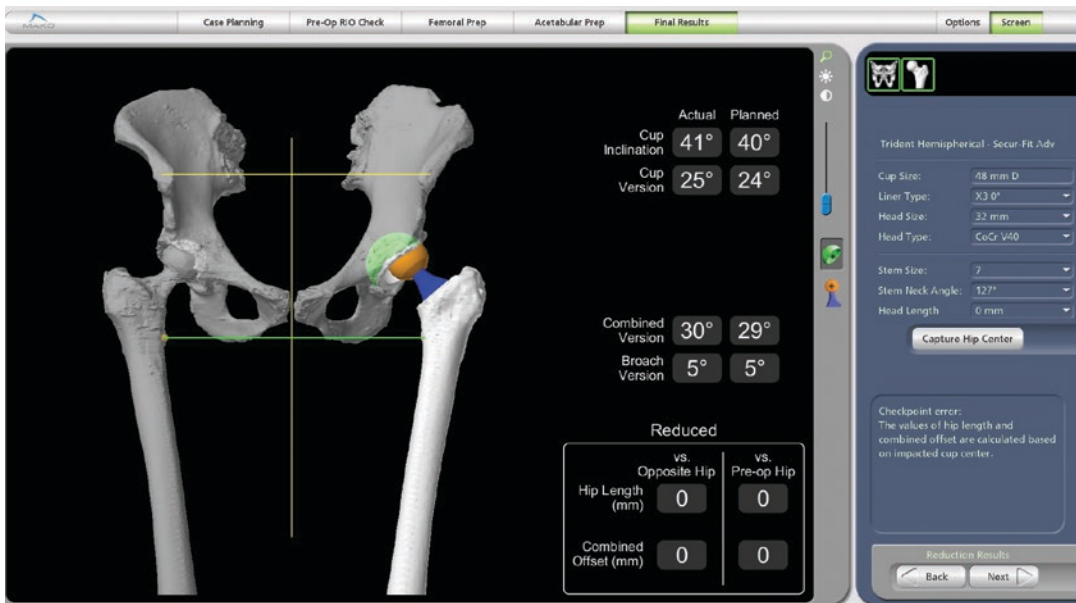 MAKO
Case Planning
Pre-Op RIO Check
Femoral Prep
Acetabular Prep
Final Results
Options
Screen
Actual Planned
Cup
Inclination
41° 40°
Cup
Version
25° 24°
Combined
Version
30° 29°
Broach
Version
5° 5°
Reduced
vs.
Opposite Hip
vs.
Pre-op Hip
Hip Length
(mm)
0 0
Combined
Offset (mm)
0 0
Trident Hemispherical - Secur-Fit Adv
Cup Size: 48 mm D
Liner Type: X3 0°
Head Size: 32 mm
Head Type: CoCr V40
Stem Size: 7
Stem Neck Angle: 127°
Head Length 0 mm
Capture Hip Center
Checkpoint error:
The values of hip length and
combined offset are calculated based
on impacted cup center.
Reduction Results
Back Next